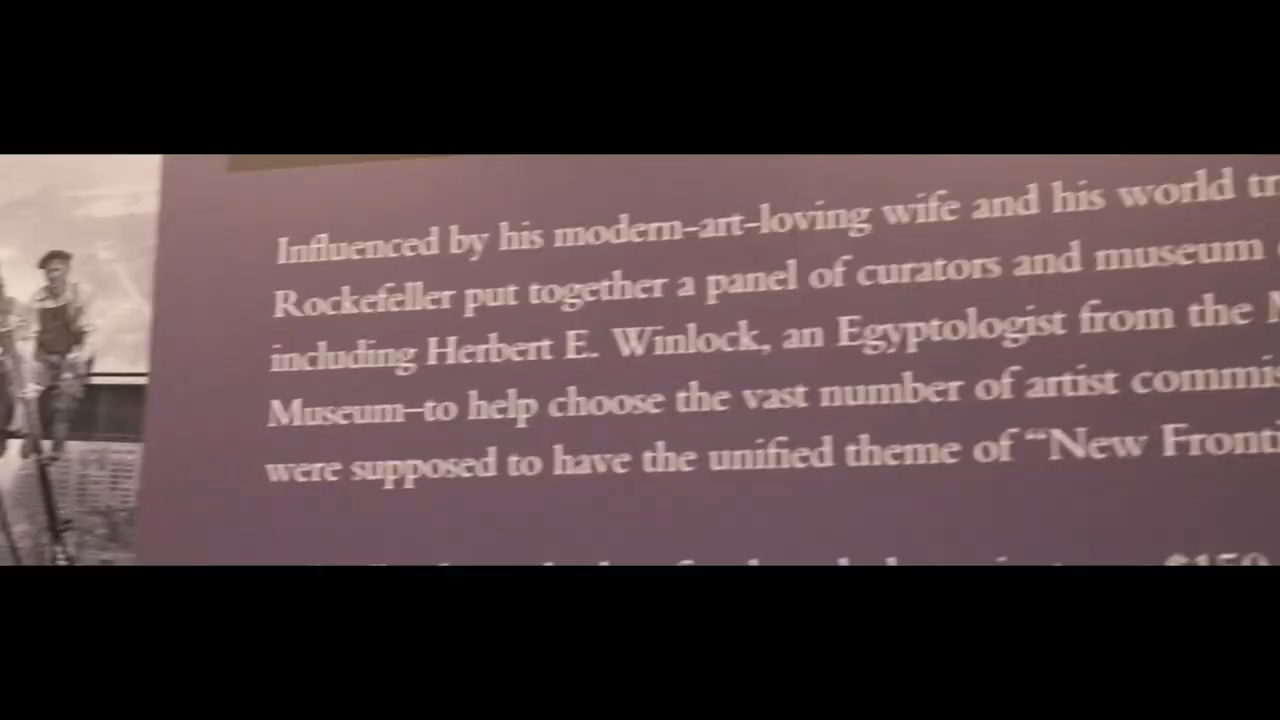 Influenced by his modern-art-loving wife and his world
Rockefeller put together a panel of curators and museum
including Herbert E. Winlock, an Egyptologist from the
Museum–to help choose the vast number of artist
were supposed to have the unified theme of “New
$150